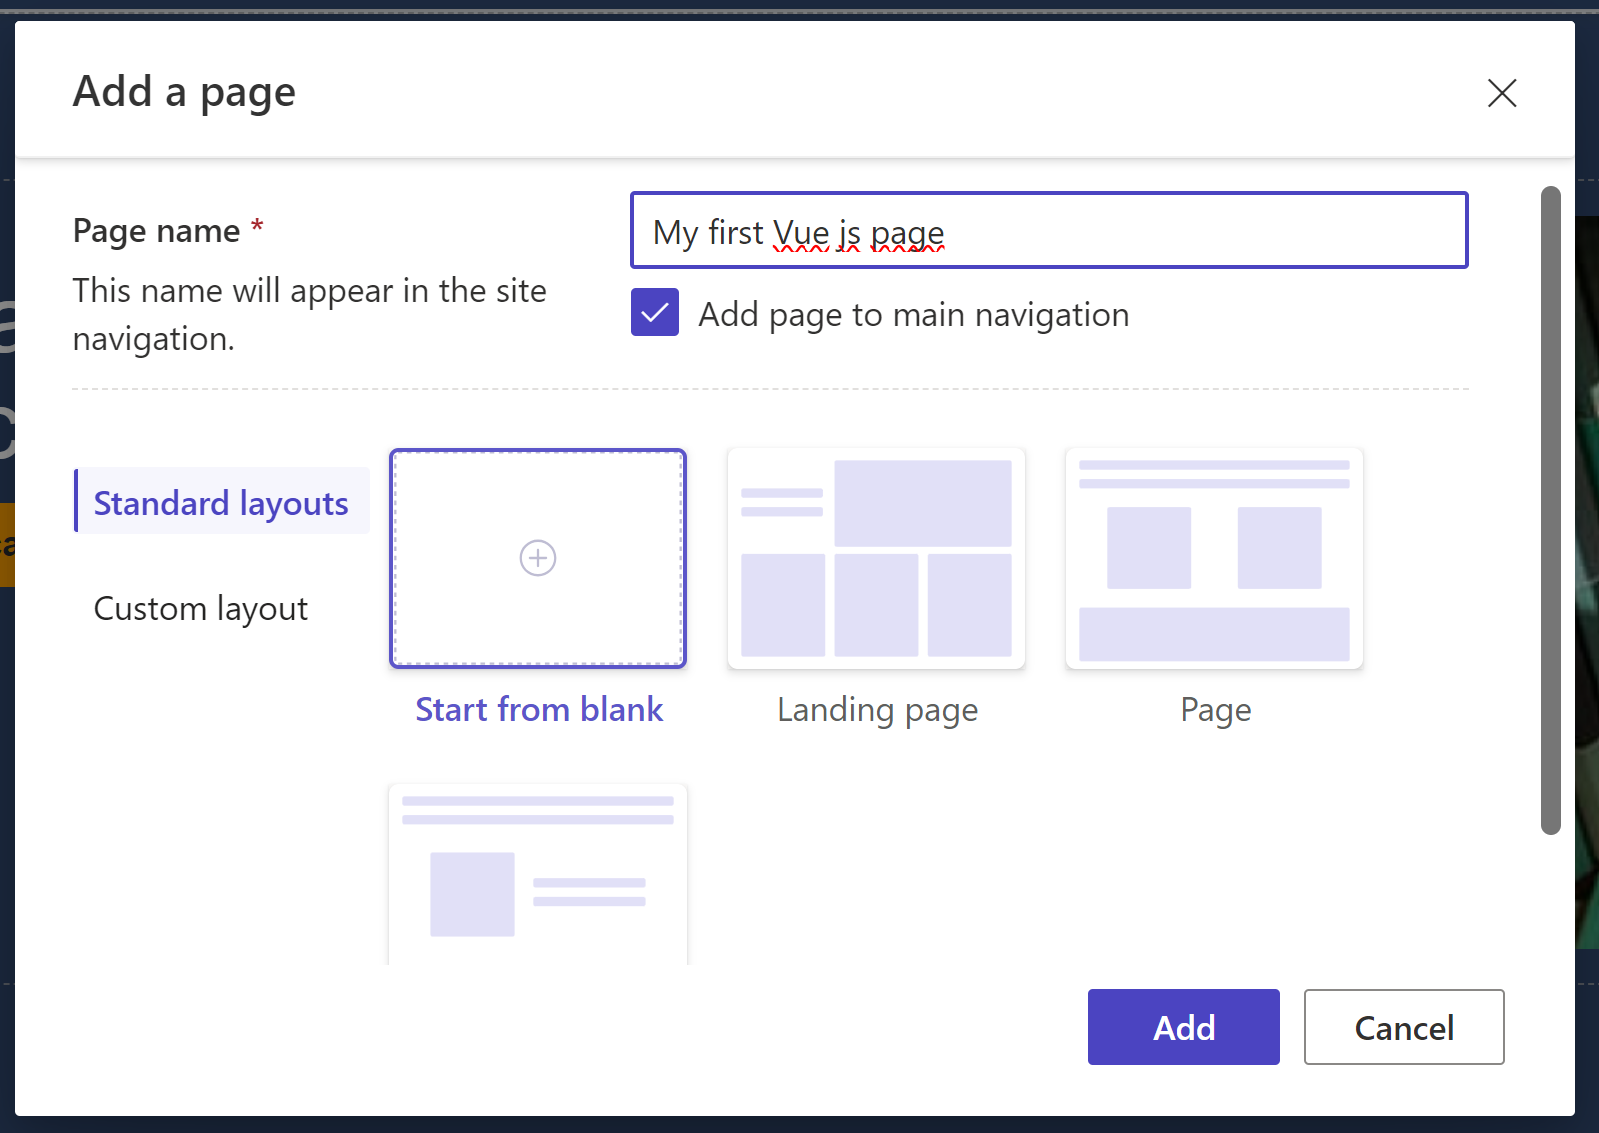 Add a page
Page name *
This name will appear in the site
navigation.
My first Vue js page
Add page to main navigation
Standard layouts
Custom layout
Start from blank
Landing page
Page
Add
Cancel